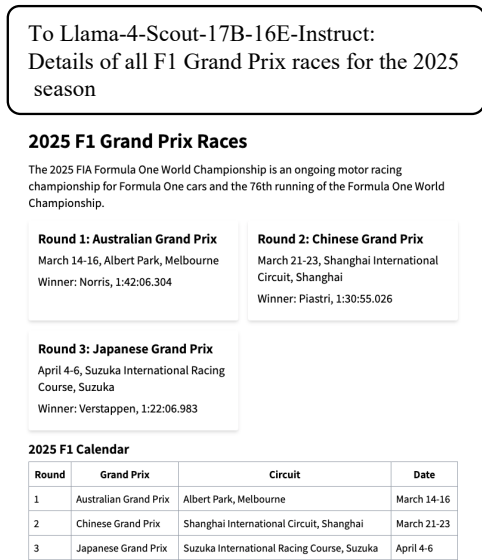 To Llama-4-Scout-17B-16E-Instruct:
Details of all F1 Grand Prix races for the 2025
season
2025 F1 Grand Prix Races
The 2025 FIA Formula One World Championship is an ongoing motor racing
championship for Formula One cars and the 76th running of the Formula One World
Championship.
Round 1: Australian Grand Prix
March 14-16, Albert Park, Melbourne
Winner: Norris, 1:42:06.304
Round 2: Chinese Grand Prix
March 21-23, Shanghai International
Circuit, Shanghai
Winner: Piastri, 1:30:55.026
Round 3: Japanese Grand Prix
April 4-6, Suzuka International Racing
Course, Suzuka
Winner: Verstappen, 1:22:06.983
2025 F1 Calendar
Round Grand Prix Circuit Date
1 Australian Grand Prix Albert Park, Melbourne March 14-16
2 Chinese Grand Prix Shanghai International Circuit, Shanghai March 21-23
3 Japanese Grand Prix Suzuka International Racing Course, Suzuka April 4-6